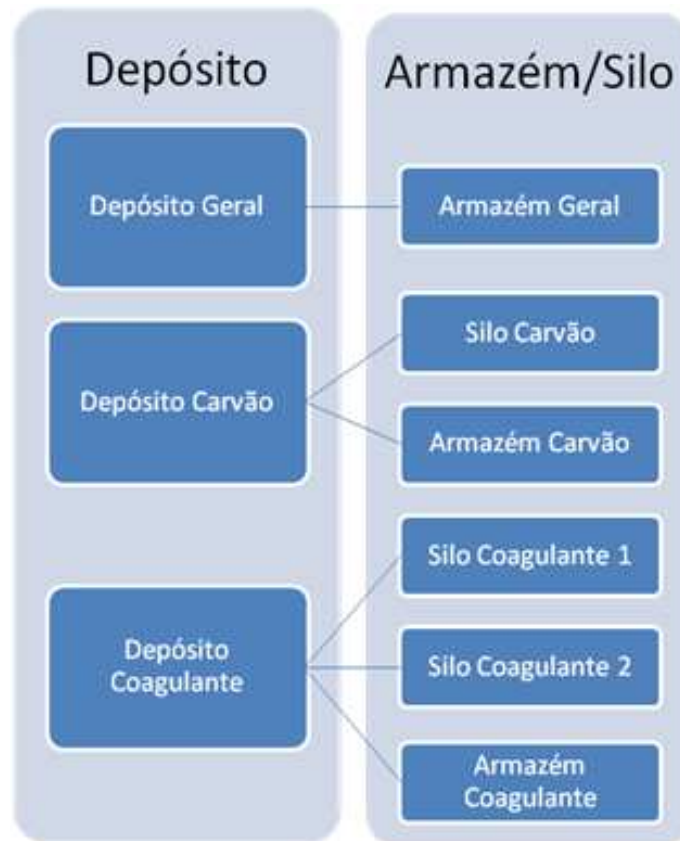 Depósito
Depósito Geral
Depósito Carvão
Depósito
Coagulante
Armazém/Silo
Armazém Geral
Silo Carvão
Armazém Carvão
Silo Coagulante 1
Silo Coagulante 2
Armazém
Coagulante